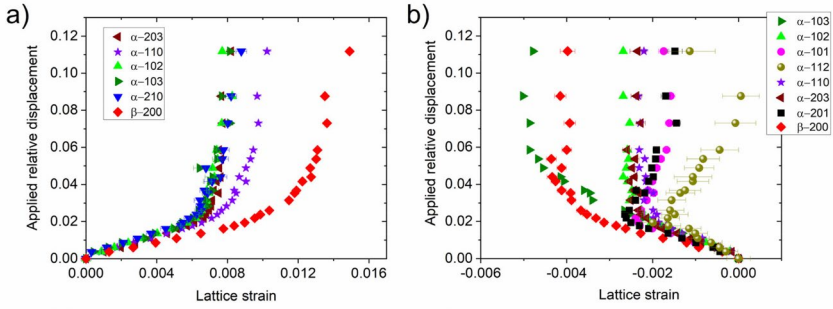 a)
Applied relative displacement
0.12
0.10
0.08
0.06
0.04
0.02
0.00
α-203
α-110
α-102
α-103
α-210
β-200
0.000
0.004
0.008
0.012
0.016
Lattice strain
b)
Applied relative displacement
0.12
0.10
0.08
0.06
0.04
0.02
0.00
-0.006
-0.004
-0.002
0.000
Lattice strain
α-103
α-102
α-101
α-112
α-110
α-203
α-201
β-200